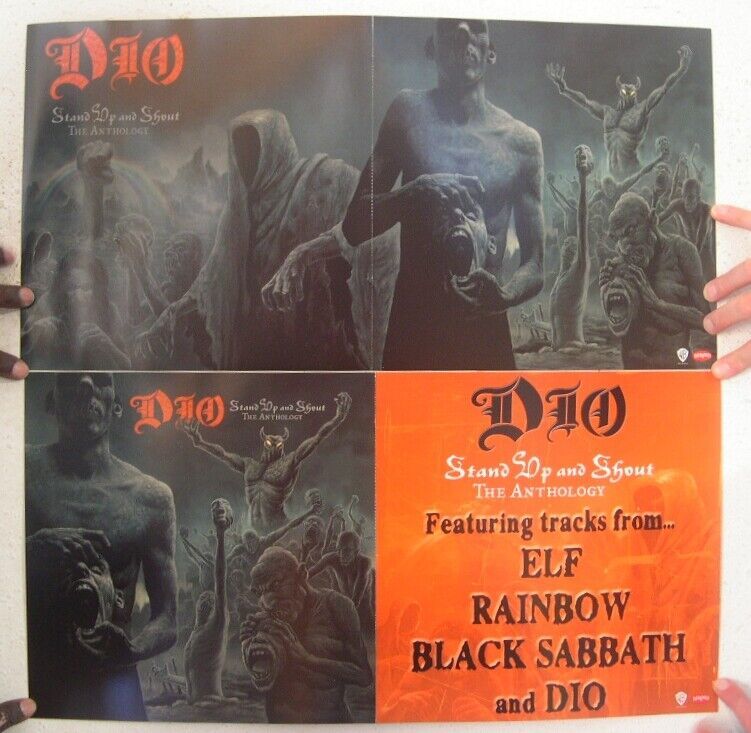 DIO
Stand Up and Shout
THE ANTHOLOGY
DIO
Stand Up and Shout
THE ANTHOLOGY
DIO
Stand Up and Shout
THE ANTHOLOGY
Featuring tracks from...
ELF
RAINBOW
BLACK SABBATH
and DIO